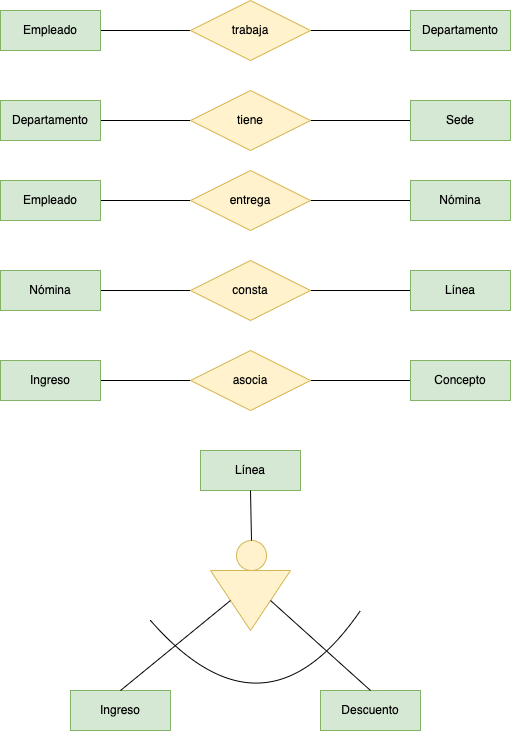 Empleado trabaja Departamento
Departamento tiene Sede
Empleado entrega Nómina
Nómina consta Línea
Ingreso asocia Concepto
Línea
Ingreso Descuento